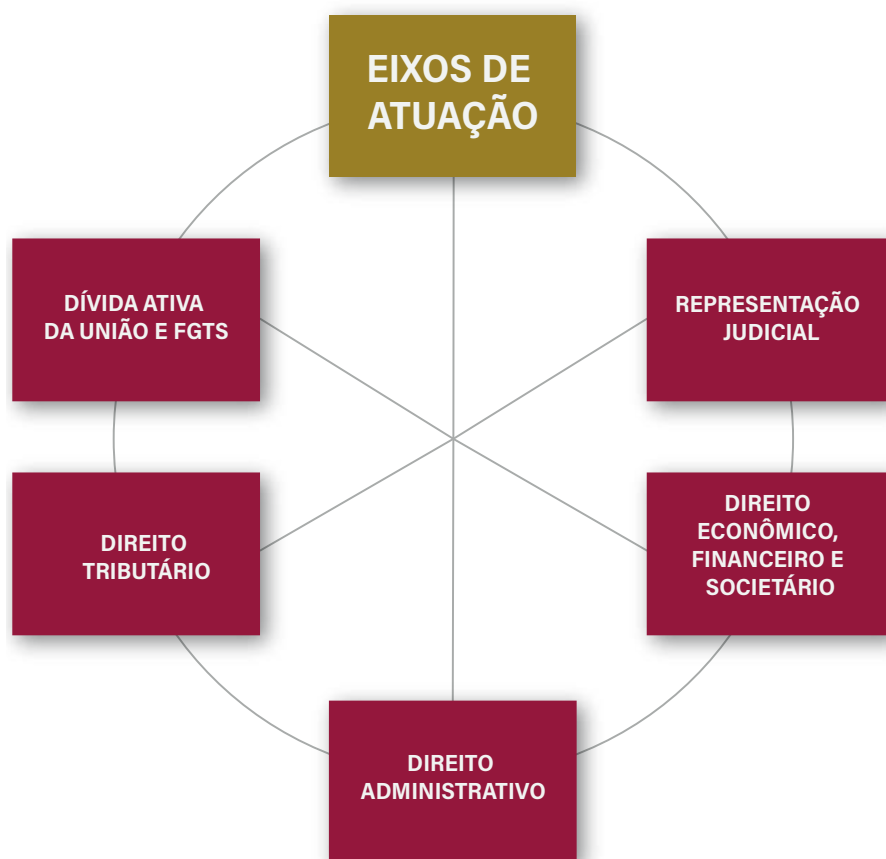 EIXOS DE
ATUAÇÃO
DÍVIDA ATIVA
DA UNIÃO E FGTS
REPRESENTAÇÃO
JUDICIAL
DIREITO
TRIBUTÁRIO
DIREITO
ECONÔMICO,
FINANCEIRO E
SOCIETÁRIO
DIREITO
ADMINISTRATIVO